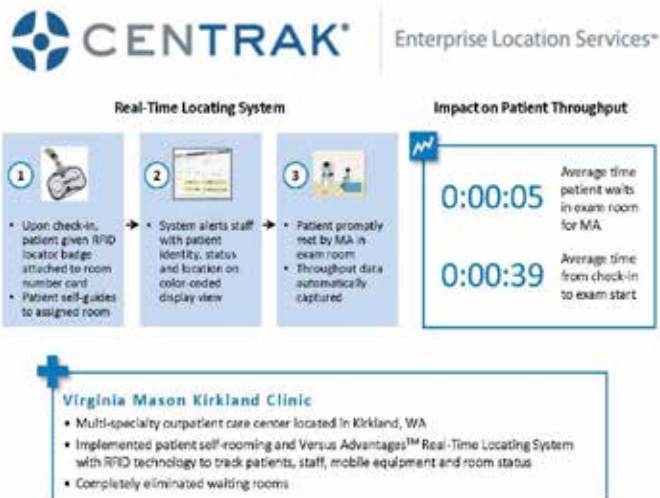 CENTRAK
Enterprise Location Services℠
Real-Time Locating System
Impact on Patient Throughput
1
• Upon check-in,
patient given RFID
locator badge
attached to room
number card
• Patient self-guides
to assigned room
2
• System alerts staff
with patient
identity, status
and location on
color-coded
display view
3
• Patient promptly
met by MA in
exam room
• Throughput data
automatically
captured
0:00:05
Average time
patient waits
in exam room
for MA
0:00:39
Average time
from check-in
to exam start
Virginia Mason Kirkland Clinic
• Multi-specialty outpatient care center located in Kirkland, WA
• Implemented patient self-rooming and Versus Advantages™ Real-Time Locating System
with RFID technology to track patients, staff, mobile equipment and room status
• Completely eliminated waiting rooms